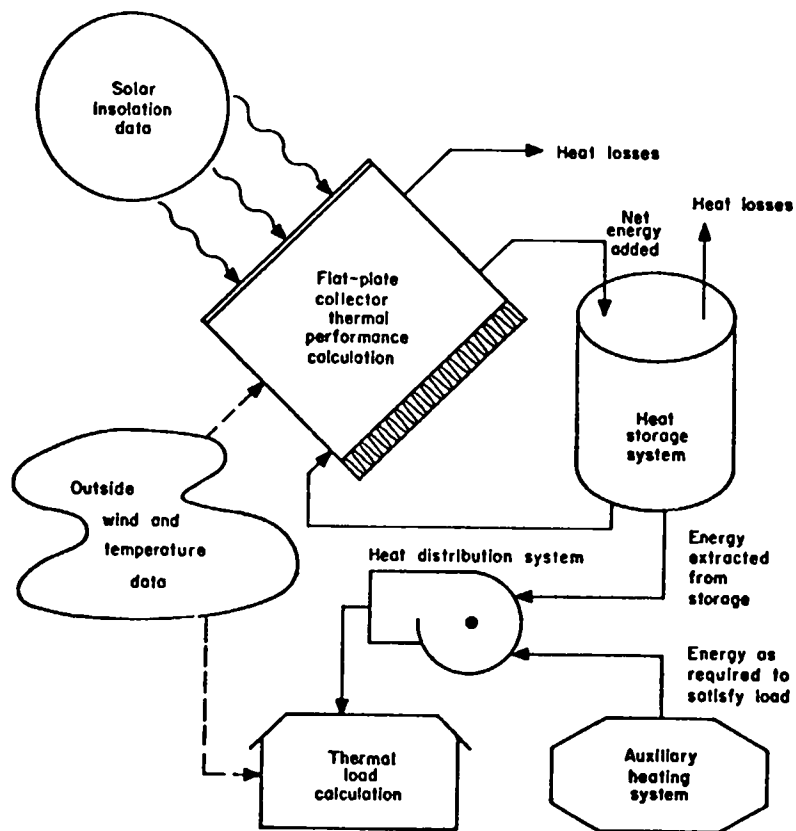 Solar
insolation
data
Heat losses
Heat losses
Net
energy
added
Flat-plate
collector
thermal
performance
calculation
Heat
storage
system
Outside
wind and
temperature
data
Heat distribution system
Energy
extracted
from
storage
Energy as
required to
satisfy load
Thermal
load
calculation
Auxiliary
heating
system